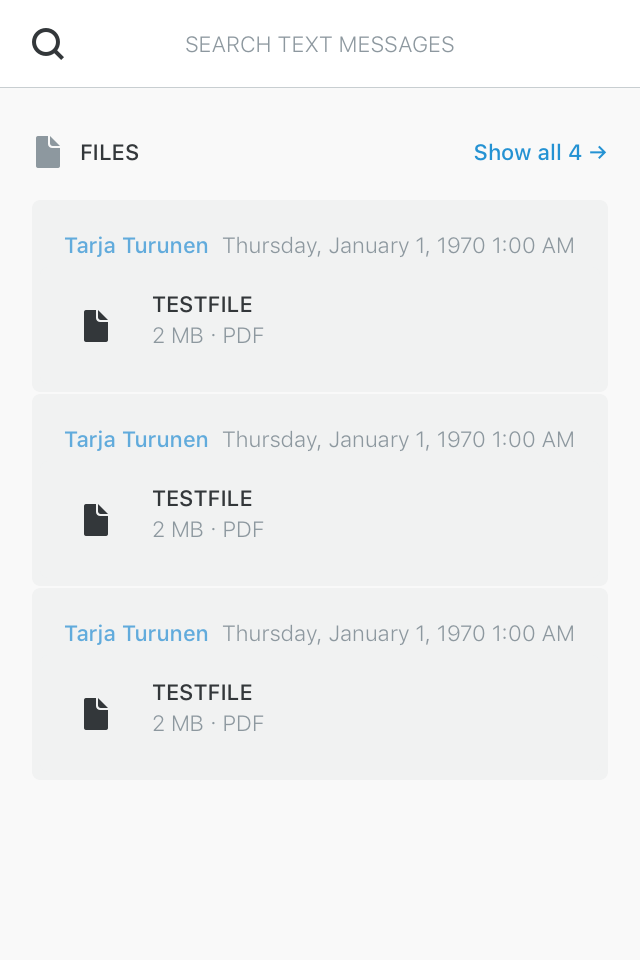 SEARCH TEXT MESSAGES
FILES
Show all 4 →
Tarja Turunen Thursday, January 1, 1970 1:00 AM
TESTFILE
2 MB · PDF
Tarja Turunen Thursday, January 1, 1970 1:00 AM
TESTFILE
2 MB · PDF
Tarja Turunen Thursday, January 1, 1970 1:00 AM
TESTFILE
2 MB · PDF